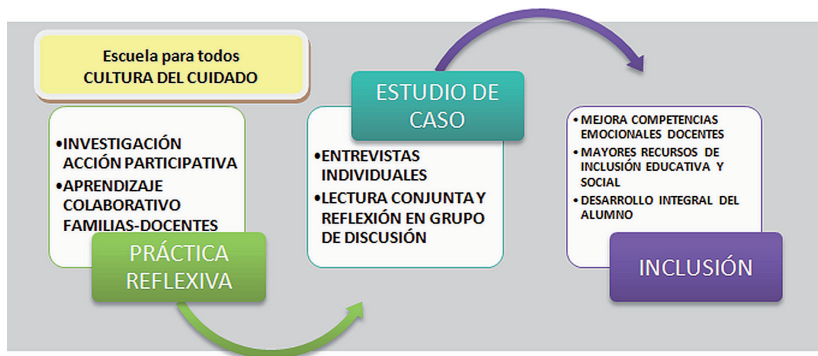 Escuela para todos
CULTURA DEL CUIDADO
•INVESTIGACIÓN
ACCIÓN PARTICIPATIVA
•APRENDIZAJE
COLABORATIVO
FAMILIAS-DOCENTES
PRÁCTICA
REFLEXIVA
ESTUDIO DE
CASO
•ENTREVISTAS
INDIVIDUALES
•LECTURA CONJUNTA Y
REFLEXIÓN EN GRUPO
DE DISCUSIÓN
• MEJORA COMPETENCIAS
EMOCIONALES DOCENTES
• MAYORES RECURSOS DE
INCLUSIÓN EDUCATIVA Y
SOCIAL
• DESARROLLO INTEGRAL DEL
ALUMNO
INCLUSIÓN